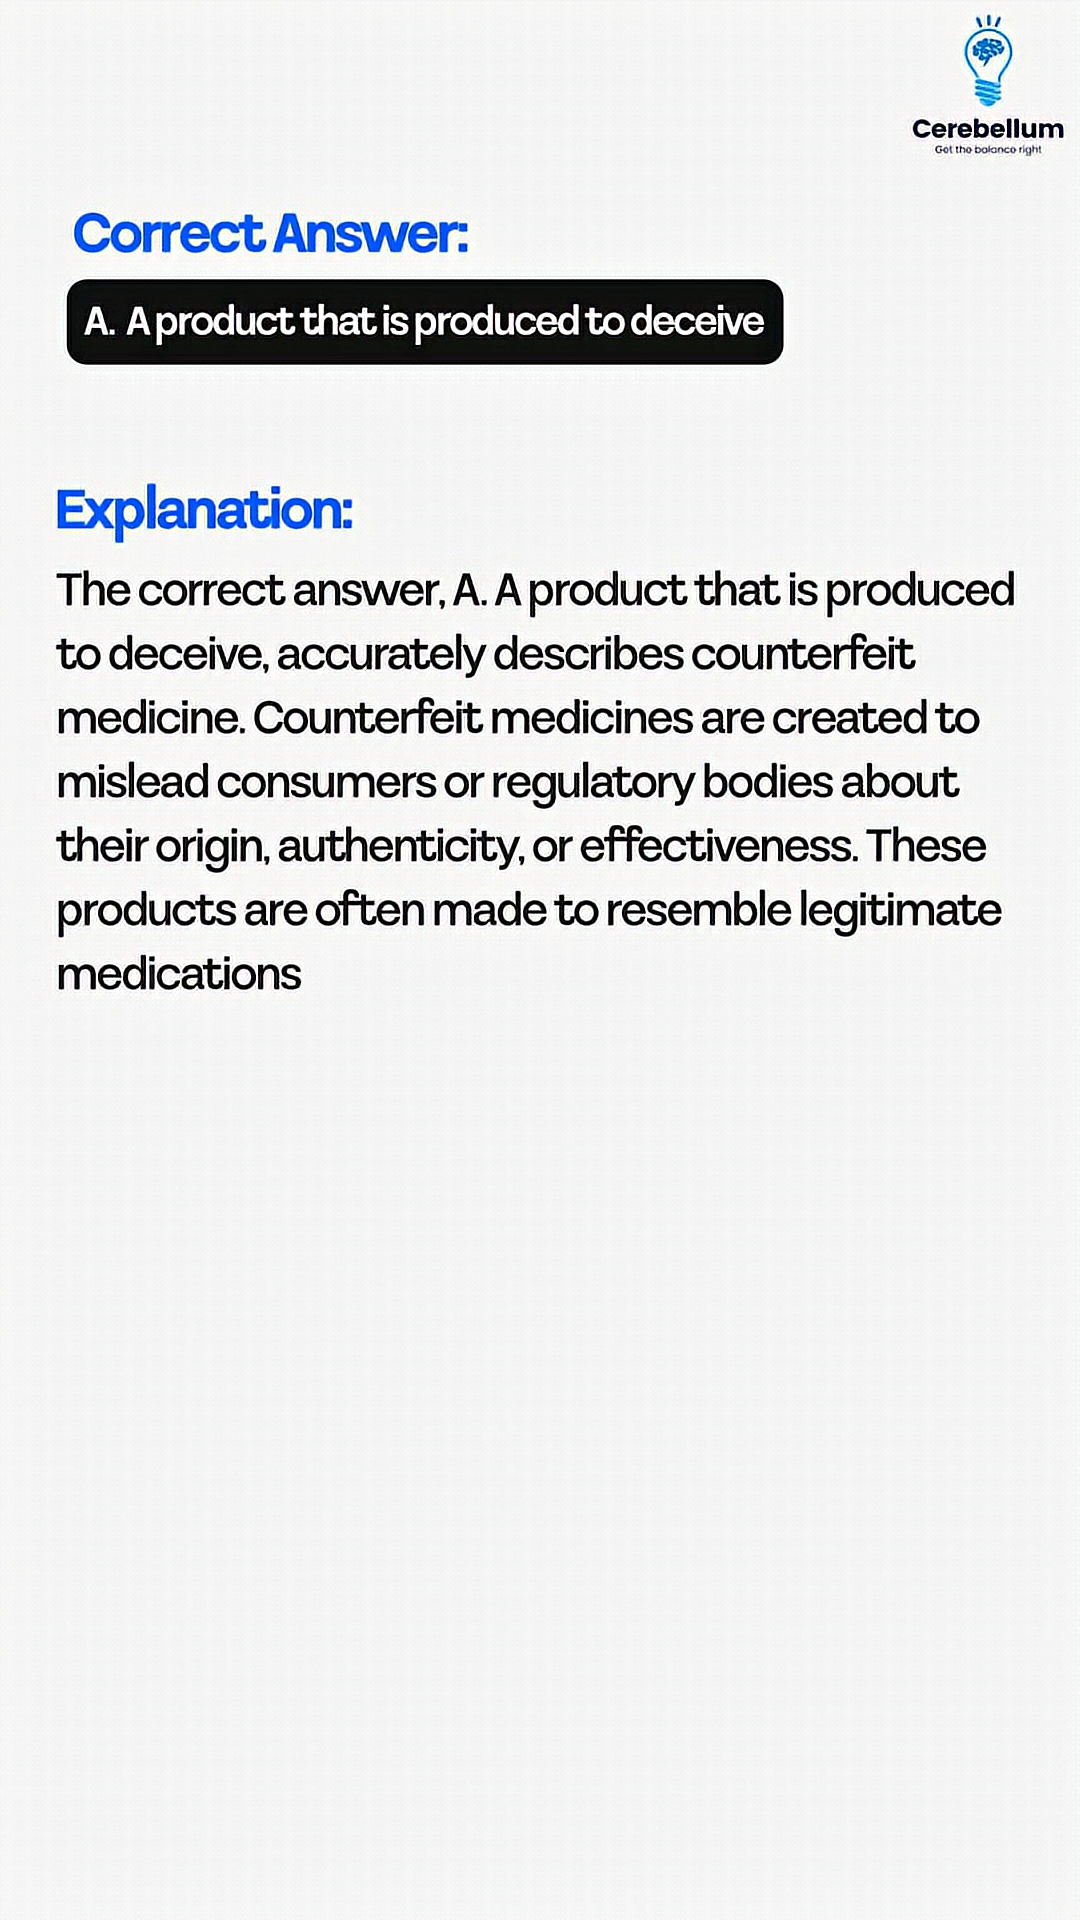 Cerebellum
Get the balance right
Correct Answer:
A. A product that is produced to deceive
Explanation:
The correct answer, A. A product that is produced
to deceive, accurately describes counterfeit
medicine. Counterfeit medicines are created to
mislead consumers or regulatory bodies about
their origin, authenticity, or effectiveness. These
products are often made to resemble legitimate
medications